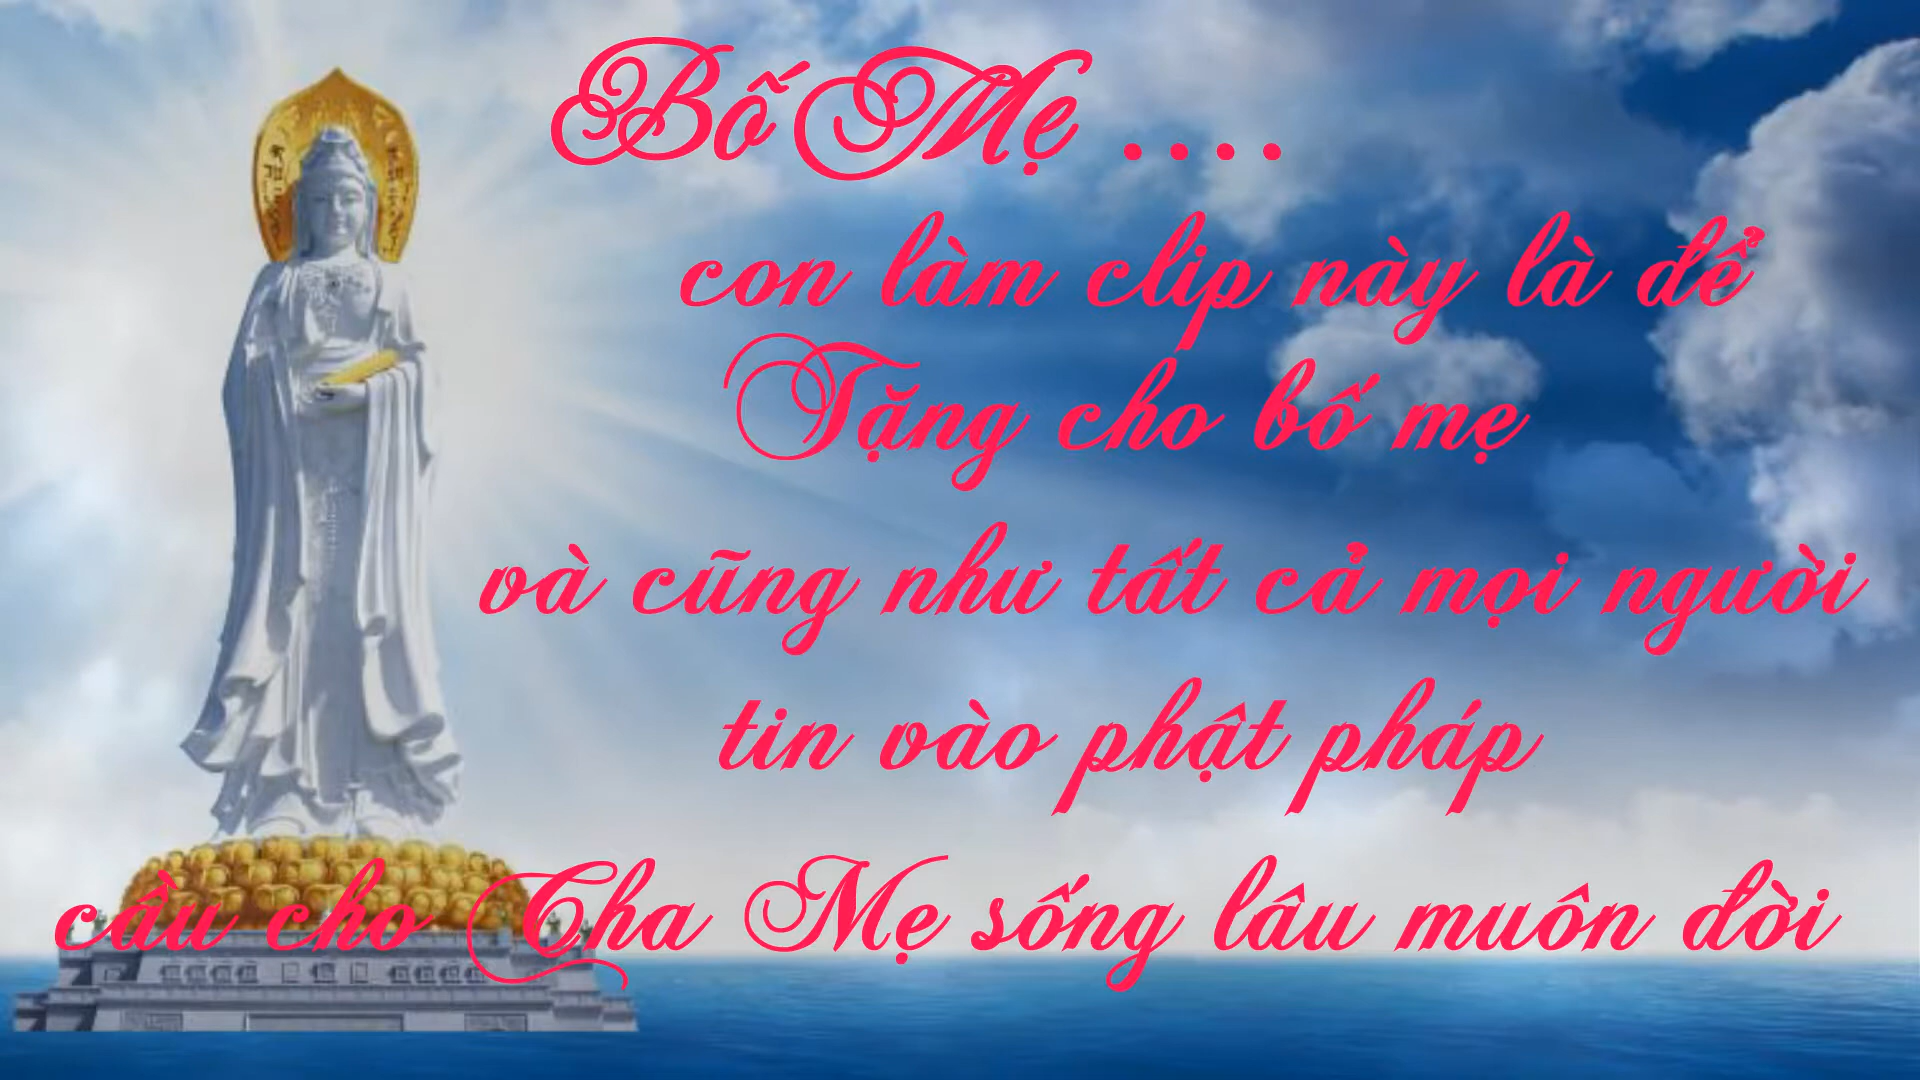 Bố Mẹ ....
con làm clip này là để
Tặng cho bố mẹ
và cũng như tất cả mọi người
tin vào phật pháp
cầu cho Cha Mẹ sống lâu muôn đời